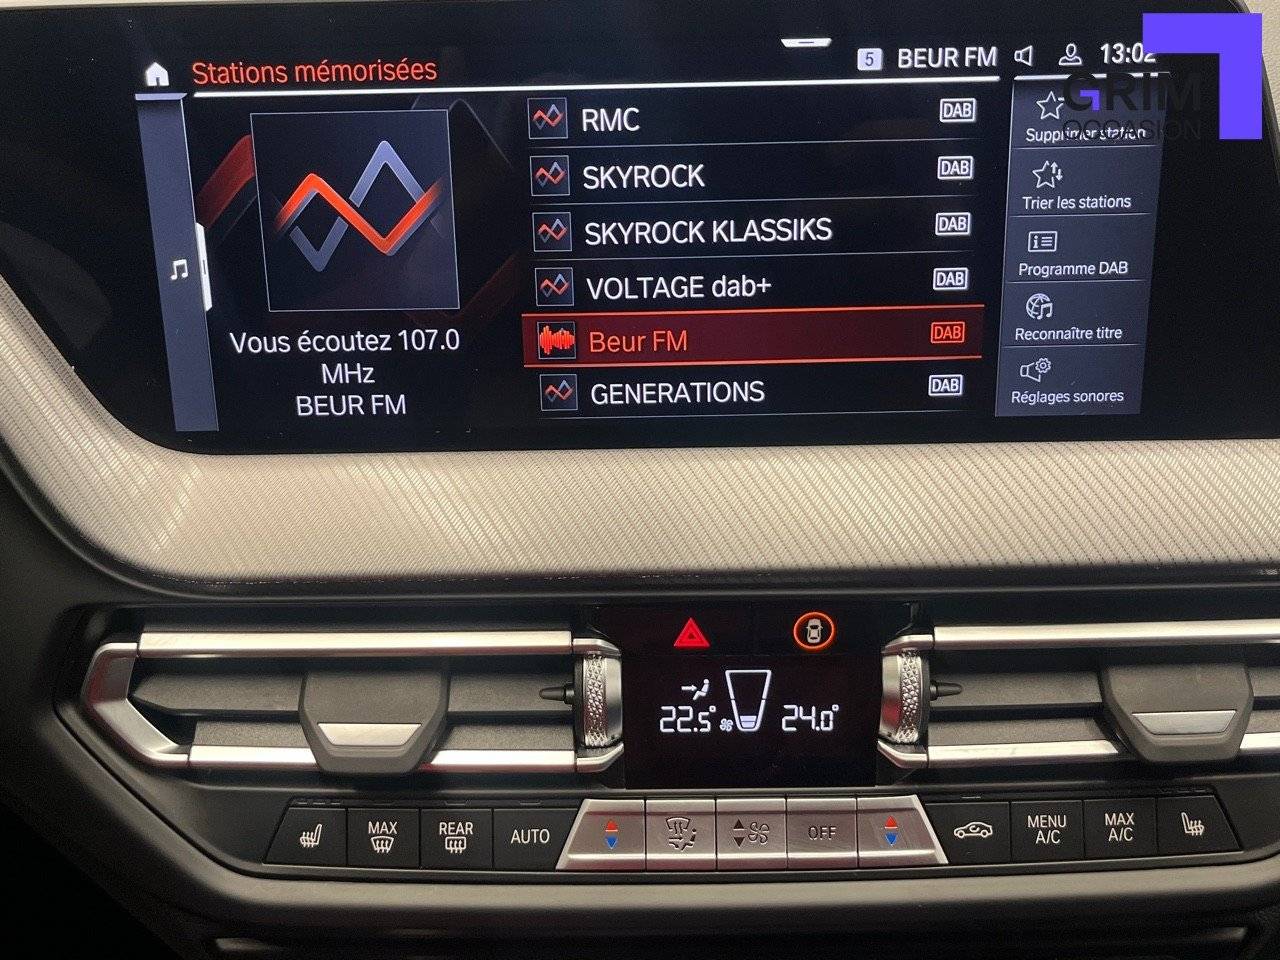 Stations mémorisées
5 BEUR FM 13:02
GRIM
OCCASION
RMC DAB
SKYROCK DAB
SKYROCK KLASSIKS DAB
VOLTAGE dab+ DAB
Beur FM DAB
GENERATIONS DAB
Vous écoutez 107.0
MHz
BEUR FM
Supprimer station
Trier les stations
Programme DAB
Reconnaître titre
Réglages sonores
22.5° 24.0°
MAX
REAR
AUTO
OFF
MENU
A/C
MAX
A/C